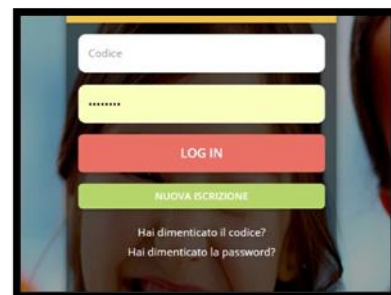 Codice
••••••••
LOG IN
NUOVA ISCRIZIONE
Hai dimenticato il codice?
Hai dimenticato la password?